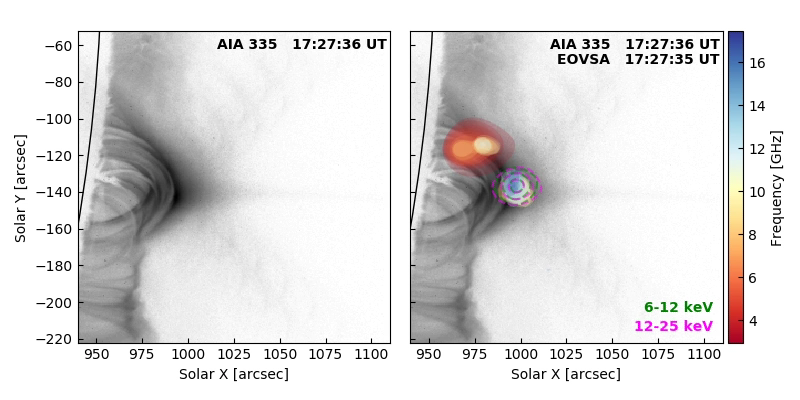 AIA 335 17:27:36 UT
AIA 335 17:27:36 UT
EOVSA 17:27:35 UT
−60
−80
−100
−120
−140
−160
−180
−200
−220
Solar Y [arcsec]
950 975 1000 1025 1050 1075 1100
Solar X [arcsec]
6-12 keV
12-25 keV
950 975 1000 1025 1050 1075 1100
Solar X [arcsec]
16
14
12
10
8
6
4
Frequency [GHz]